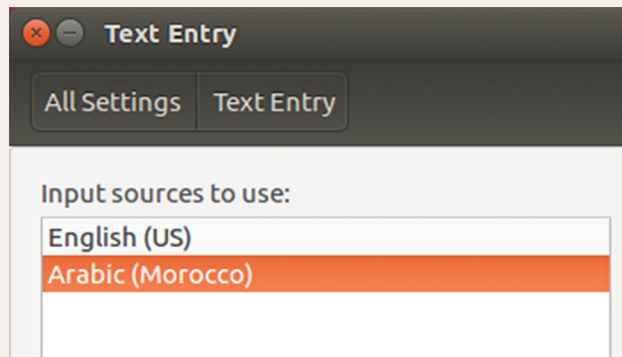 Text Entry
All Settings Text Entry
Input sources to use:
English (US)
Arabic (Morocco)